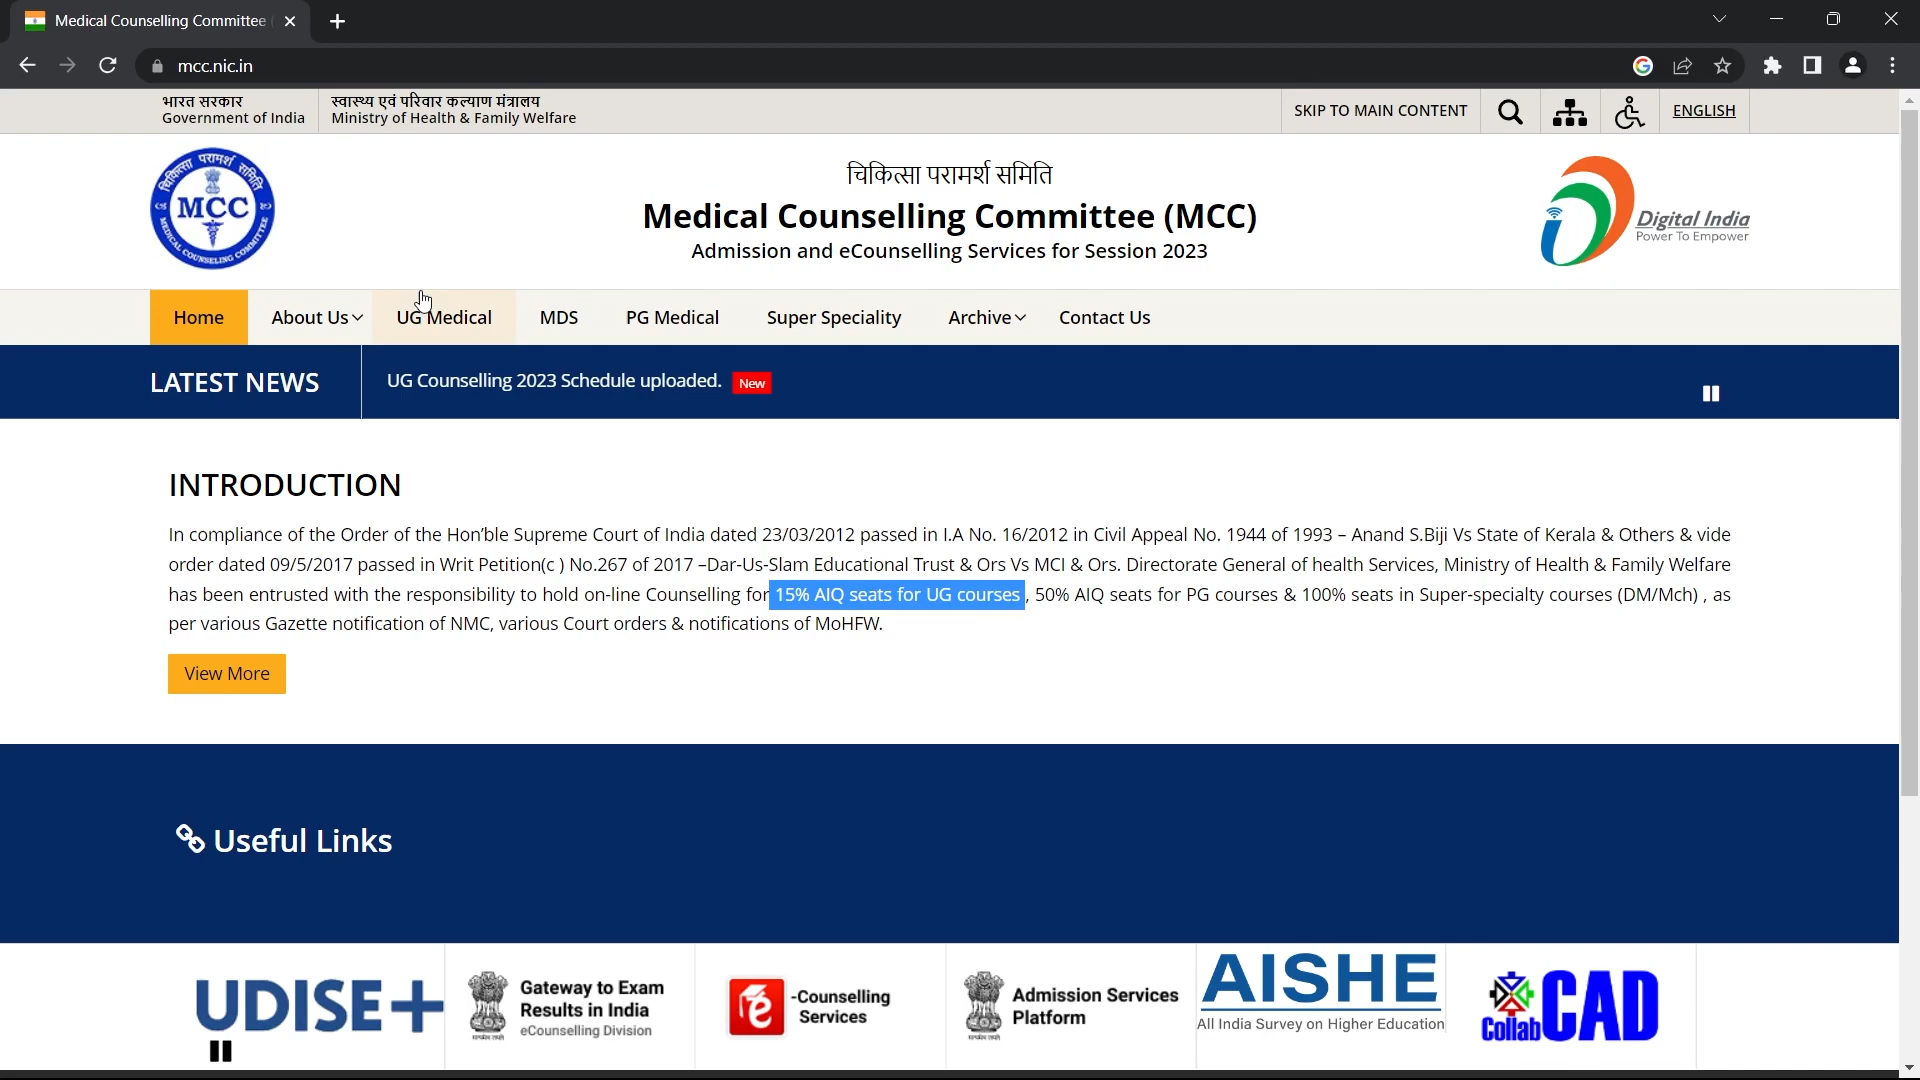 Medical Counselling Committee
mcc.nic.in
भारत सरकार
Government of India
स्वास्थ्य एवं परिवार कल्याण मंत्रालय
Ministry of Health & Family Welfare
SKIP TO MAIN CONTENT
ENGLISH
चिकित्सा परामर्श समिति
MCC
MEDICAL COUNSELING COMMITTEE
चिकित्सा परामर्श समिति
Medical Counselling Committee (MCC)
Admission and eCounselling Services for Session 2023
Digital India
Power To Empower
Home
About Us
UG Medical
MDS
PG Medical
Super Speciality
Archive
Contact Us
LATEST NEWS
UG Counselling 2023 Schedule uploaded. New
INTRODUCTION
In compliance of the Order of the Hon’ble Supreme Court of India dated 23/03/2012 passed in I.A No. 16/2012 in Civil Appeal No. 1944 of 1993 – Anand S.Biji Vs State of Kerala & Others & vide
order dated 09/5/2017 passed in Writ Petition(c ) No.267 of 2017 –Dar-Us-Slam Educational Trust & Ors Vs MCI & Ors. Directorate General of health Services, Ministry of Health & Family Welfare
has been entrusted with the responsibility to hold on-line Counselling for 15% AIQ seats for UG courses , 50% AIQ seats for PG courses & 100% seats in Super-specialty courses (DM/Mch) , as
per various Gazette notification of NMC, various Court orders & notifications of MoHFW.
View More
Useful Links
UDISE+
Gateway to Exam
Results in India
eCounselling Division
e-Counselling
Services
Admission Services
Platform
AISHE
All India Survey on Higher Education
Collab CAD